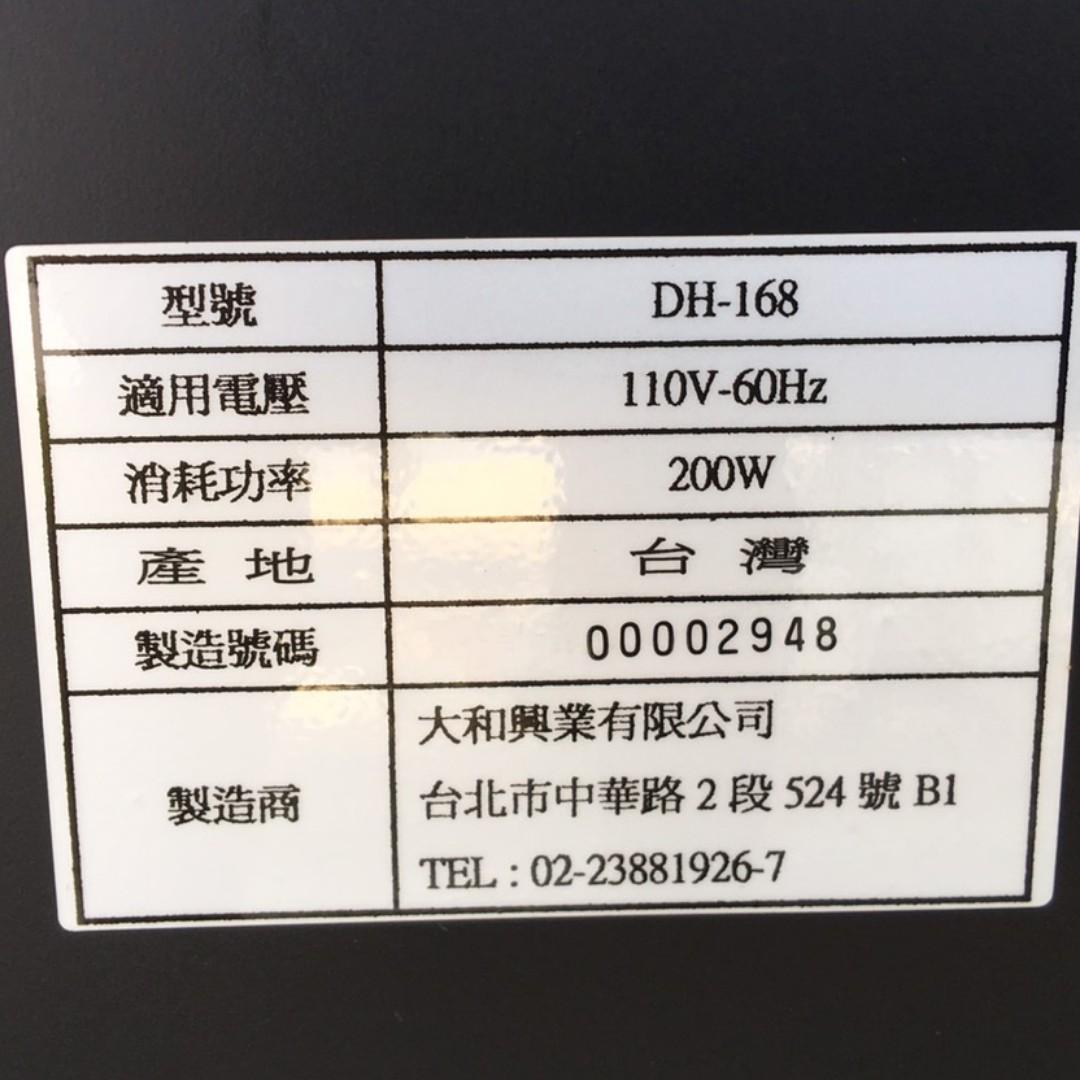 型號 DH-168
適用電壓 110V-60Hz
消耗功率 200W
產 地 台 灣
製造號碼 00002948
大和興業有限公司
製造商 台北市中華路 2 段 524 號 B1
TEL : 02-23881926-7